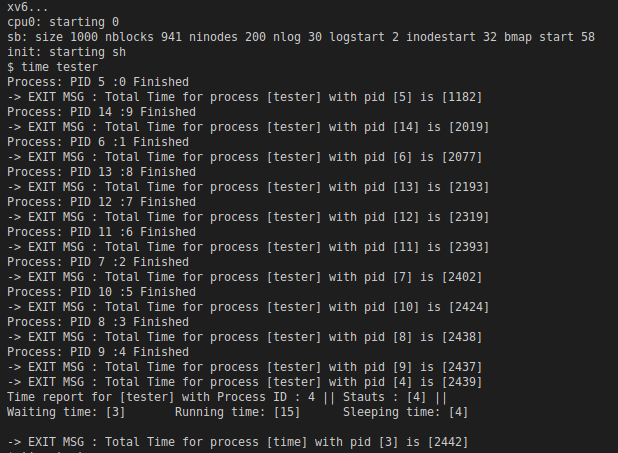 xv6...
cpu0: starting 0
sb: size 1000 nblocks 941 ninodes 200 nlog 30 logstart 2 inodestart 32 bmap start 58
init: starting sh
$ time tester
Process: PID 5 :0 Finished
-> EXIT MSG : Total Time for process [tester] with pid [5] is [1182]
Process: PID 14 :9 Finished
-> EXIT MSG : Total Time for process [tester] with pid [14] is [2019]
Process: PID 6 :1 Finished
-> EXIT MSG : Total Time for process [tester] with pid [6] is [2077]
Process: PID 13 :8 Finished
-> EXIT MSG : Total Time for process [tester] with pid [13] is [2193]
Process: PID 12 :7 Finished
-> EXIT MSG : Total Time for process [tester] with pid [12] is [2319]
Process: PID 11 :6 Finished
-> EXIT MSG : Total Time for process [tester] with pid [11] is [2393]
Process: PID 7 :2 Finished
-> EXIT MSG : Total Time for process [tester] with pid [7] is [2402]
Process: PID 10 :5 Finished
-> EXIT MSG : Total Time for process [tester] with pid [10] is [2424]
Process: PID 8 :3 Finished
-> EXIT MSG : Total Time for process [tester] with pid [8] is [2438]
Process: PID 9 :4 Finished
-> EXIT MSG : Total Time for process [tester] with pid [9] is [2437]
-> EXIT MSG : Total Time for process [tester] with pid [4] is [2439]
Time report for [tester] with Process ID : 4 || Stauts : [4] ||
Waiting time: [3]       Running time: [15]      Sleeping time: [4]

-> EXIT MSG : Total Time for process [time] with pid [3] is [2442]